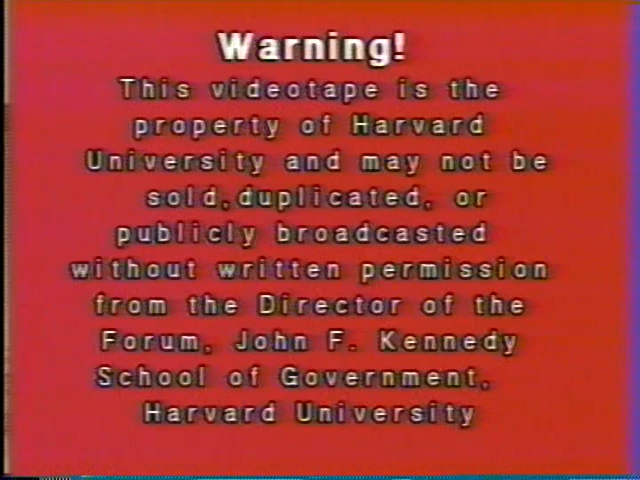 Warning!
This videotape is the
property of Harvard
University and may not be
sold,duplicated, or
publicly broadcasted
without written permission
from the Director of the
Forum, John F. Kennedy
School of Government,
Harvard University